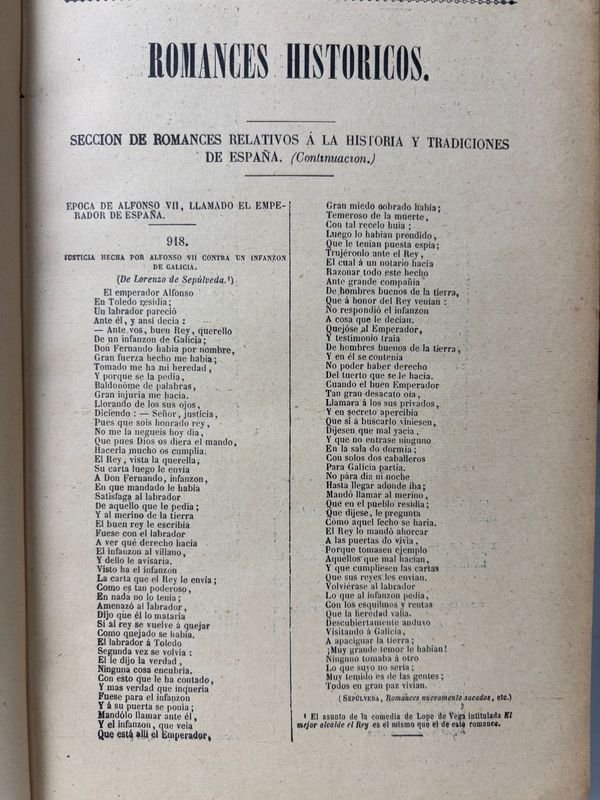 ROMANCES HISTORICOS.
SECCION DE ROMANCES RELATIVOS Á LA HISTORIA Y TRADICIONES
DE ESPAÑA. (Continuacion.)
EPOCA DE ALFONSO VII, LLAMADO EL EMPE-
RADOR DE ESPAÑA.
918.
JUSTICIA HECHA POR ALFONSO VII CONTRA UN INFANZON
DE GALICIA.
(De Lorenzo de Sepúlveda.¹)
El emperador Alfonso
En Toledo residia;
Un labrador pareció
Ante él, y ansí decia:
— Ante vos, buen Rey, querello
De un infanzon de Galicia;
Don Fernando había por nombre,
Gran fuerza hecho me habia;
Tomado me ha mi heredad,
Y porque se la pedia,
Baldonóme de palabras,
Gran injuria me hacia.
Llorando de los sus ojos,
Diciendo: — Señor, justicia,
Pues que sois honrado rey,
No me la negueis hoy dia,
Que pues Dios os diera el mando,
Hacerla mucho os cumplia.
El Rey, vista la querella,
Su carta luego le envia
A Don Fernando, infanzon,
En que mandado le habia
Satisfaga al labrador
De aquello que le pedia;
Y al merino de la tierra
El buen rey le escribia
Fuese con el labrador
A ver qué derecho hacia
El infanzon al villano,
Y dello le avisaria.
Visto ha el infanzon
La carta que el Rey le envia;
Como es tan poderoso,
En nada no lo tenia;
Amenazó al labrador,
Dijo que él lo mataria
Si al rey se vuelve á quejar
Como quejado se habia.
El labrador á Toledo
Segunda vez se volvia:
El le dijo la verdad,
Ninguna cosa encubria.
Con esto que le ha contado,
Y mas verdad que inqueria
Fuese para el infanzon
Y á su puerta se ponia;
Mandólo llamar ante él,
Y el infanzon, que veia
Que está alli el Emperador,
Gran miedo cobrado habia;
Temeroso de la muerte,
Con tal recelo huia;
Luego lo habian prendido,
Que le tenian puesta espia;
Trujéronlo ante el Rey,
El cual á un notario hacia
Razonar todo este hecho
Ante grande compañia
De hombres buenos de la tierra,
Que á honor del Rey venian:
No respondió el infanzon
A cosa que le decian.
Quejóse al Emperador,
Y testimonio traia
De hombres buenos de la tierra,
Y en él se contenia
No poder haber derecho
Del tuerto que se le hacia.
Cuando el buen Emperador
Tan gran desacato oia,
Llamara á los sus privados,
Y en secreto apercibia
Que si á buscarlo viniesen,
Dijesen que mal yacia,
Y que no entrase ninguno
En la sala do dormia;
Con solos dos caballeros
Para Galicia partia.
No pára dia ni noche
Hasta llegar adonde iba;
Mandó llamar al merino,
Que en el pueblo residia;
Que dijese, le pregunta
Cómo aquel fecho se haria.
El Rey lo mandó ahorcar
A las puertas do vivia,
Porque tomasen ejemplo
Aquellos que mal hacian,
Y que cumpliesen las cartas
Que sus reyes les envian.
Volviérase al labrador
Lo que al infanzon pedia,
Con los esquilmos y rentas
Que la heredad valia.
Descubiertamente anduvo
Visitando á Galicia,
A apaciguar la tierra;
¡Muy grande temor le habian!
Ninguno tomaba á otro
Lo que suyo no seria;
Muy temido es de las gentes;
Todos en gran paz vivian.
(SEPÚLVEDA, Romances nuevamente sacados, etc.)
¹ El asunto de la comedia de Lope de Vega intitulada El
mejor alcalde el Rey es el mismo que el de este romance.